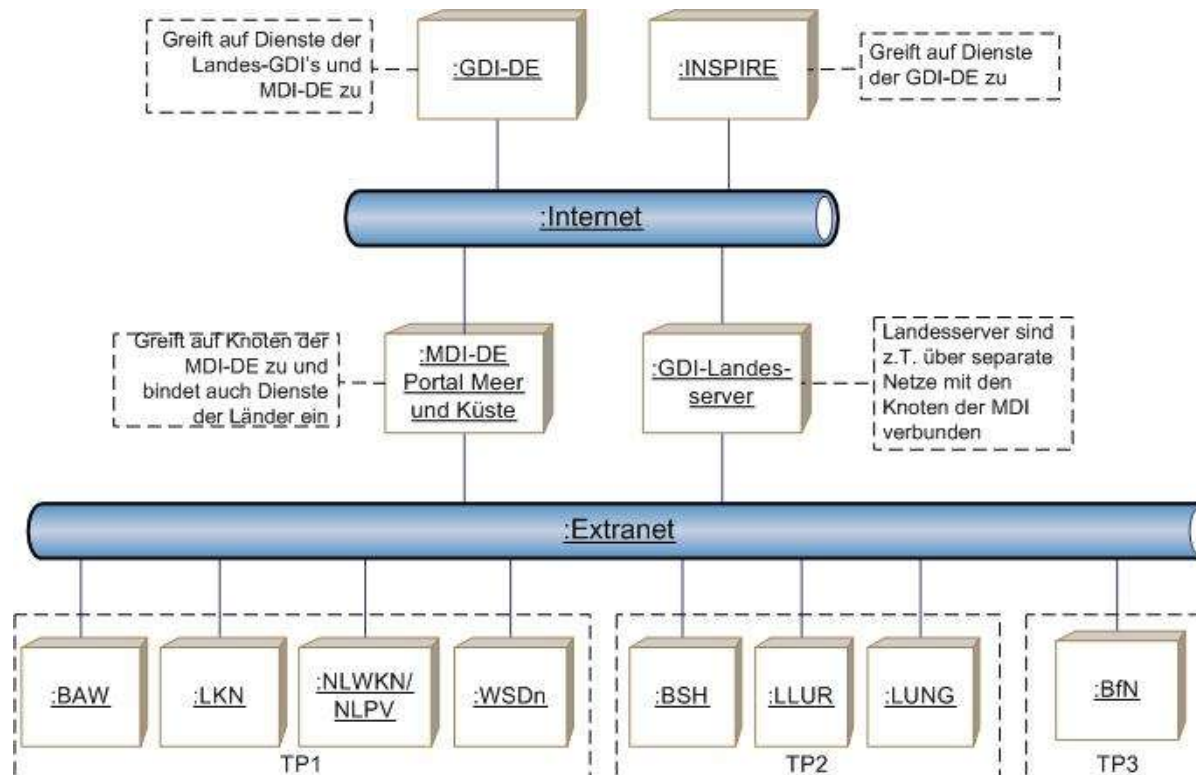 Greift auf Dienste der
Landes-GDI's und
MDI-DE zu
:GDI-DE
:INSPIRE
Greift auf Dienste
der GDI-DE zu
:Internet
Greift auf Knoten der
MDI-DE zu und
bindet auch Dienste
der Länder ein
:MDI-DE
Portal Meer
und Küste
:GDI-Landes-
server
Landesserver sind
z.T. über separate
Netze mit den
Knoten der MDI
verbunden
:Extranet
:BAW
:LKN
:NLWKN/
NLPV
:WSDn
:BSH
:LLUR
:LUNG
:BfN
TP1
TP2
TP3